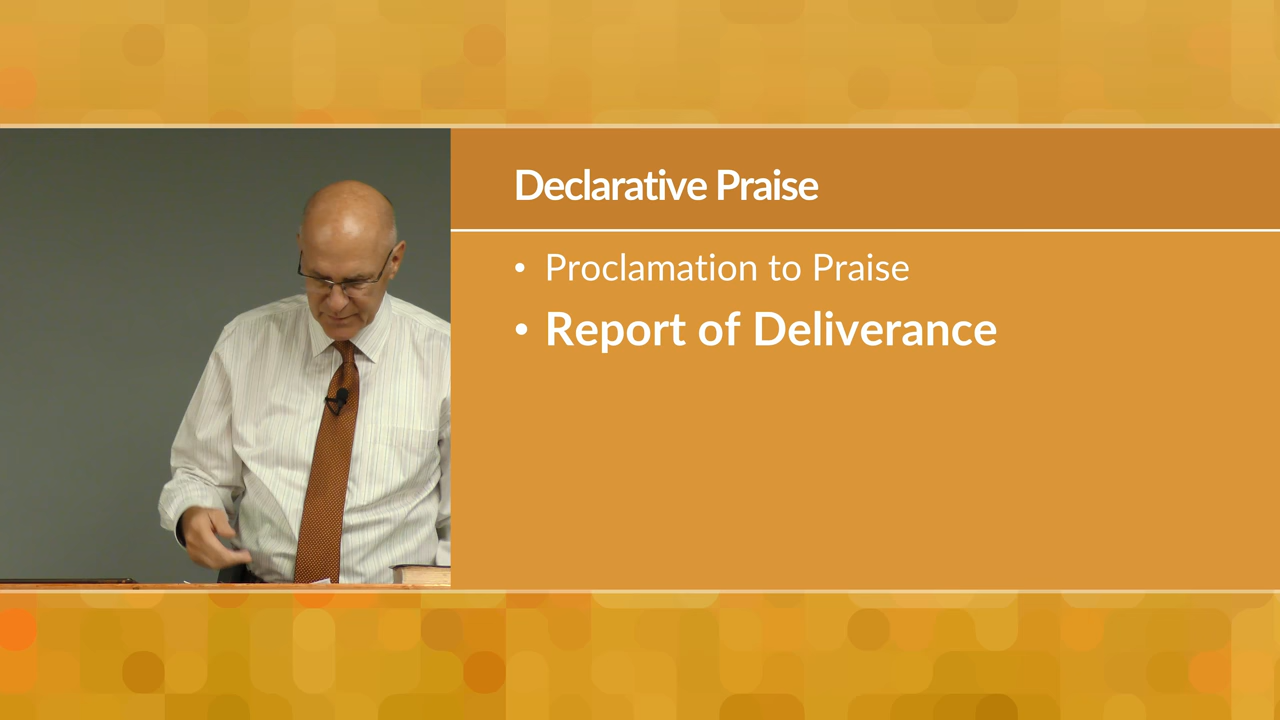 Declarative Praise
• Proclamation to Praise
• Report of Deliverance